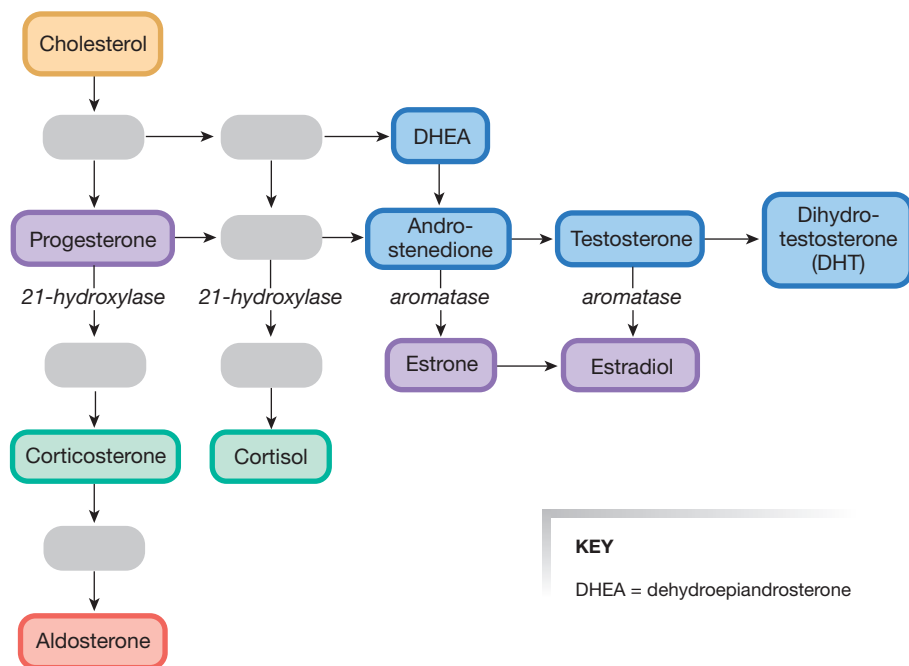 Cholesterol
DHEA
Progesterone
Andro-
stenedione
Testosterone
Dihydro-
testosterone
(DHT)
21-hydroxylase
21-hydroxylase
aromatase
aromatase
Estrone
Estradiol
Corticosterone
Cortisol
KEY
DHEA = dehydroepiandrosterone
Aldosterone